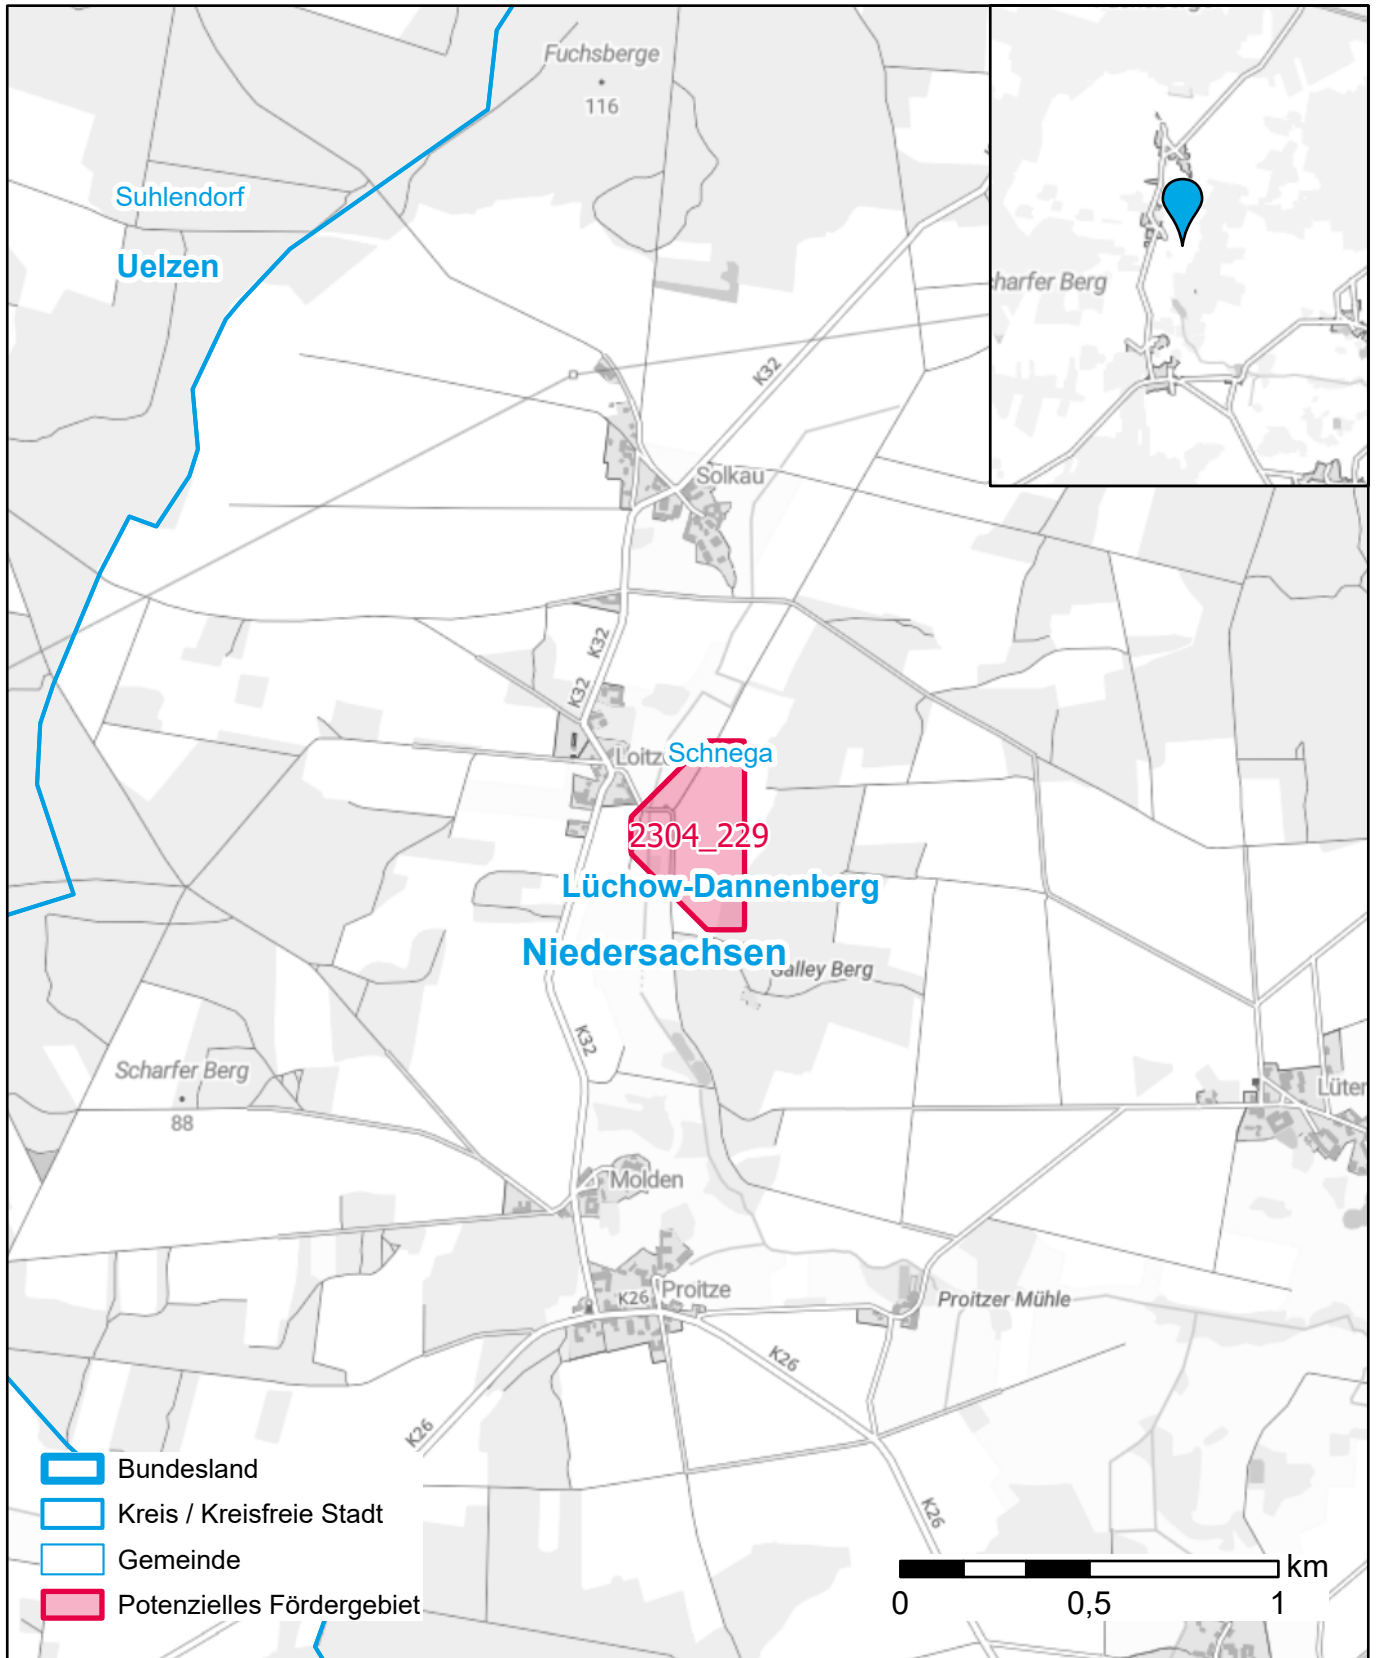 Fuchsberge
116
Suhlendorf
Uelzen
harfer Berg
K32
Solkau
K32
K32
Loitze
Schnega
2304_229
Lüchow-Dannenberg
Niedersachsen
Galley Berg
K32
Scharfer Berg
88
Lüter
Molden
Proitze
K26
Proitzer Mühle
K26
K26
K26
Bundesland
Kreis / Kreisfreie Stadt
Gemeinde
Potenzielles Fördergebiet
km
0
0,5
1